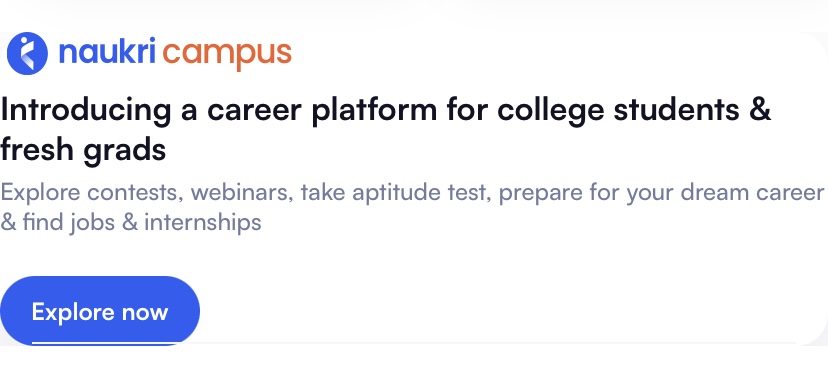 naukri campus
Introducing a career platform for college students &
fresh grads
Explore contests, webinars, take aptitude test, prepare for your dream career
& find jobs & internships
Explore now